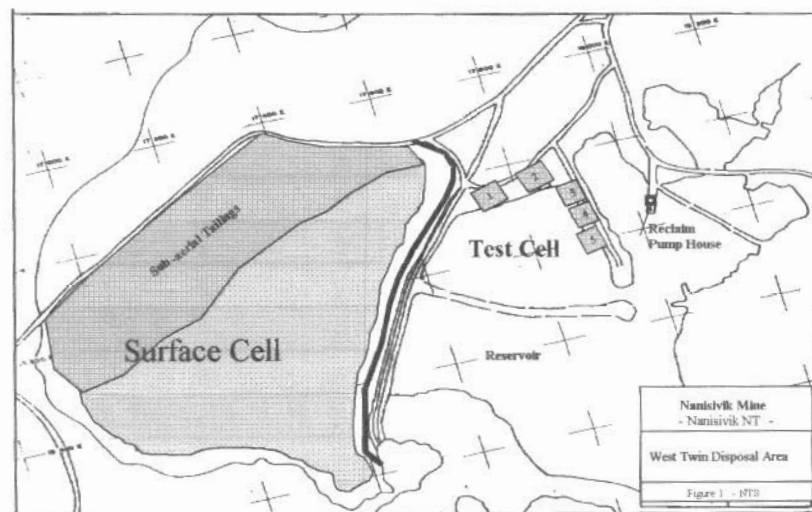 Sub-aerial Tailings
Surface Cell
1
2
3
4
5
Test Cell
Reclaim
Pump House
Reservoir
Nanisivik Mine
- Nanisivik NT -
West Twin Disposal Area
Figure 1 - NTS